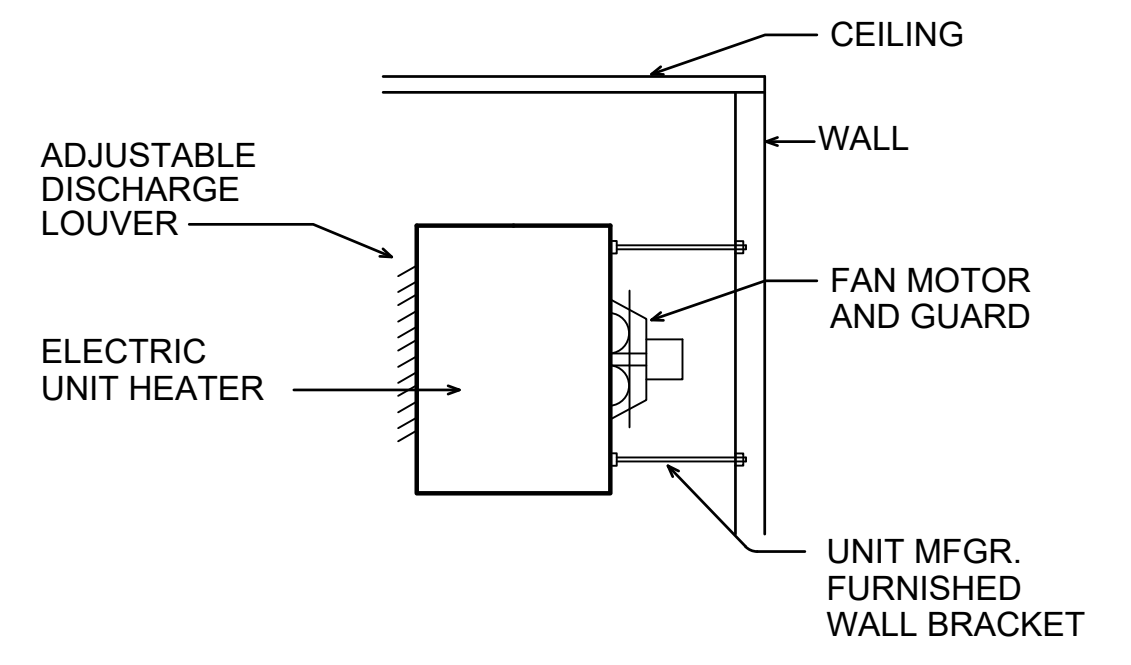 CEILING
WALL
ADJUSTABLE
DISCHARGE
LOUVER
FAN MOTOR
AND GUARD
ELECTRIC
UNIT HEATER
UNIT MFGR.
FURNISHED
WALL BRACKET